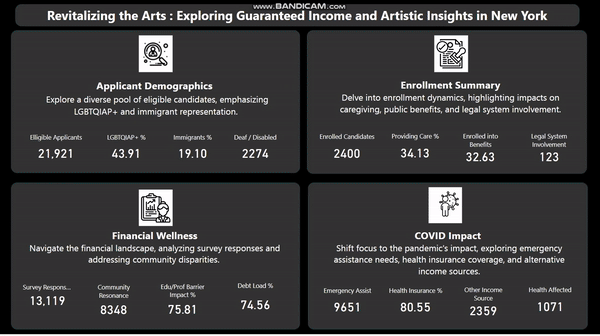 WWW.BANDICAM.COM
Revitalizing the Arts : Exploring Guaranteed Income and Artistic Insights in New York
Applicant Demographics
Explore a diverse pool of eligible candidates, emphasizing
LGBTQIAP+ and immigrant representation.
Elligible Applicants LGBTQIAP+ % Immigrants % Deaf / Disabled
21,921 43.91 19.10 2274
Enrollment Summary
Delve into enrollment dynamics, highlighting impacts on
caregiving, public benefits, and legal system involvement.
Enrolled Candidates Providing Care % Enrolled into Benefits Legal System Involvement
2400 34.13 32.63 123
Financial Wellness
Navigate the financial landscape, analyzing survey responses and
addressing community disparities.
Survey Respons... Community Resonance Edu/Prof Barrier Impact % Debt Load %
13,119 8348 75.81 74.56
COVID Impact
Shift focus to the pandemic's impact, exploring emergency
assistance needs, health insurance coverage, and alternative
income sources.
Emergency Assist Health Insurance % Other Income Source Health Affected
9651 80.55 2359 1071